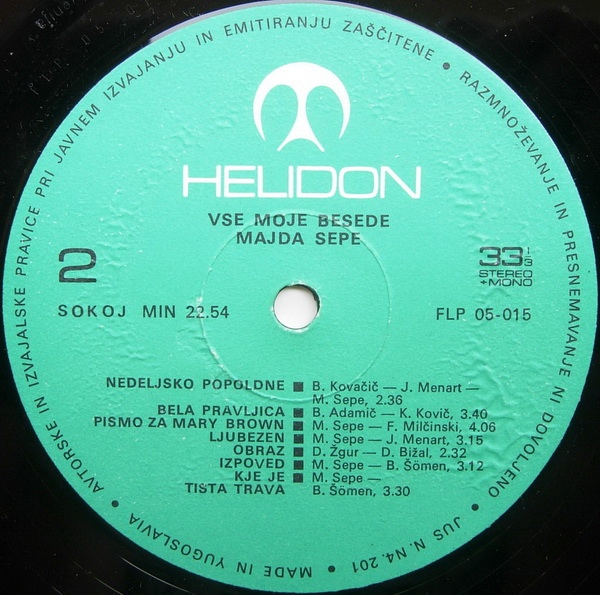 AVTORSKE IN IZVAJALSKE PRAVICE PRI JAVNEM IZVAJANJU IN EMITIRANJU ZAŠČITENE • RAZMNOŽEVANJE IN PRESNEMAVANJE NI DOVOLJENO • JUS N.N4.201 • MADE IN YUGOSLAVIA •
HELIDON
VSE MOJE BESEDE
MAJDA SEPE
2
33 1/3
STEREO
+MONO
SOKOJ MIN 22.54
FLP 05-015
NEDELJSKO POPOLDNE ■ B. Kovačič — J. Menart —
M. Sepe, 2.36
BELA PRAVLJICA ■ B. Adamič — K. Kovič, 3.40
PISMO ZA MARY BROWN ■ M. Sepe — F. Milčinski, 4.06
LJUBEZEN ■ M. Sepe — J. Menart, 3.15
OBRAZ ■ D. Žgur — D. Bižal, 2.32
IZPOVED ■ M. Sepe — B. Šömen, 3.12
KJE JE ■ M. Sepe —
TISTA TRAVA ■ B. Šömen, 3.30